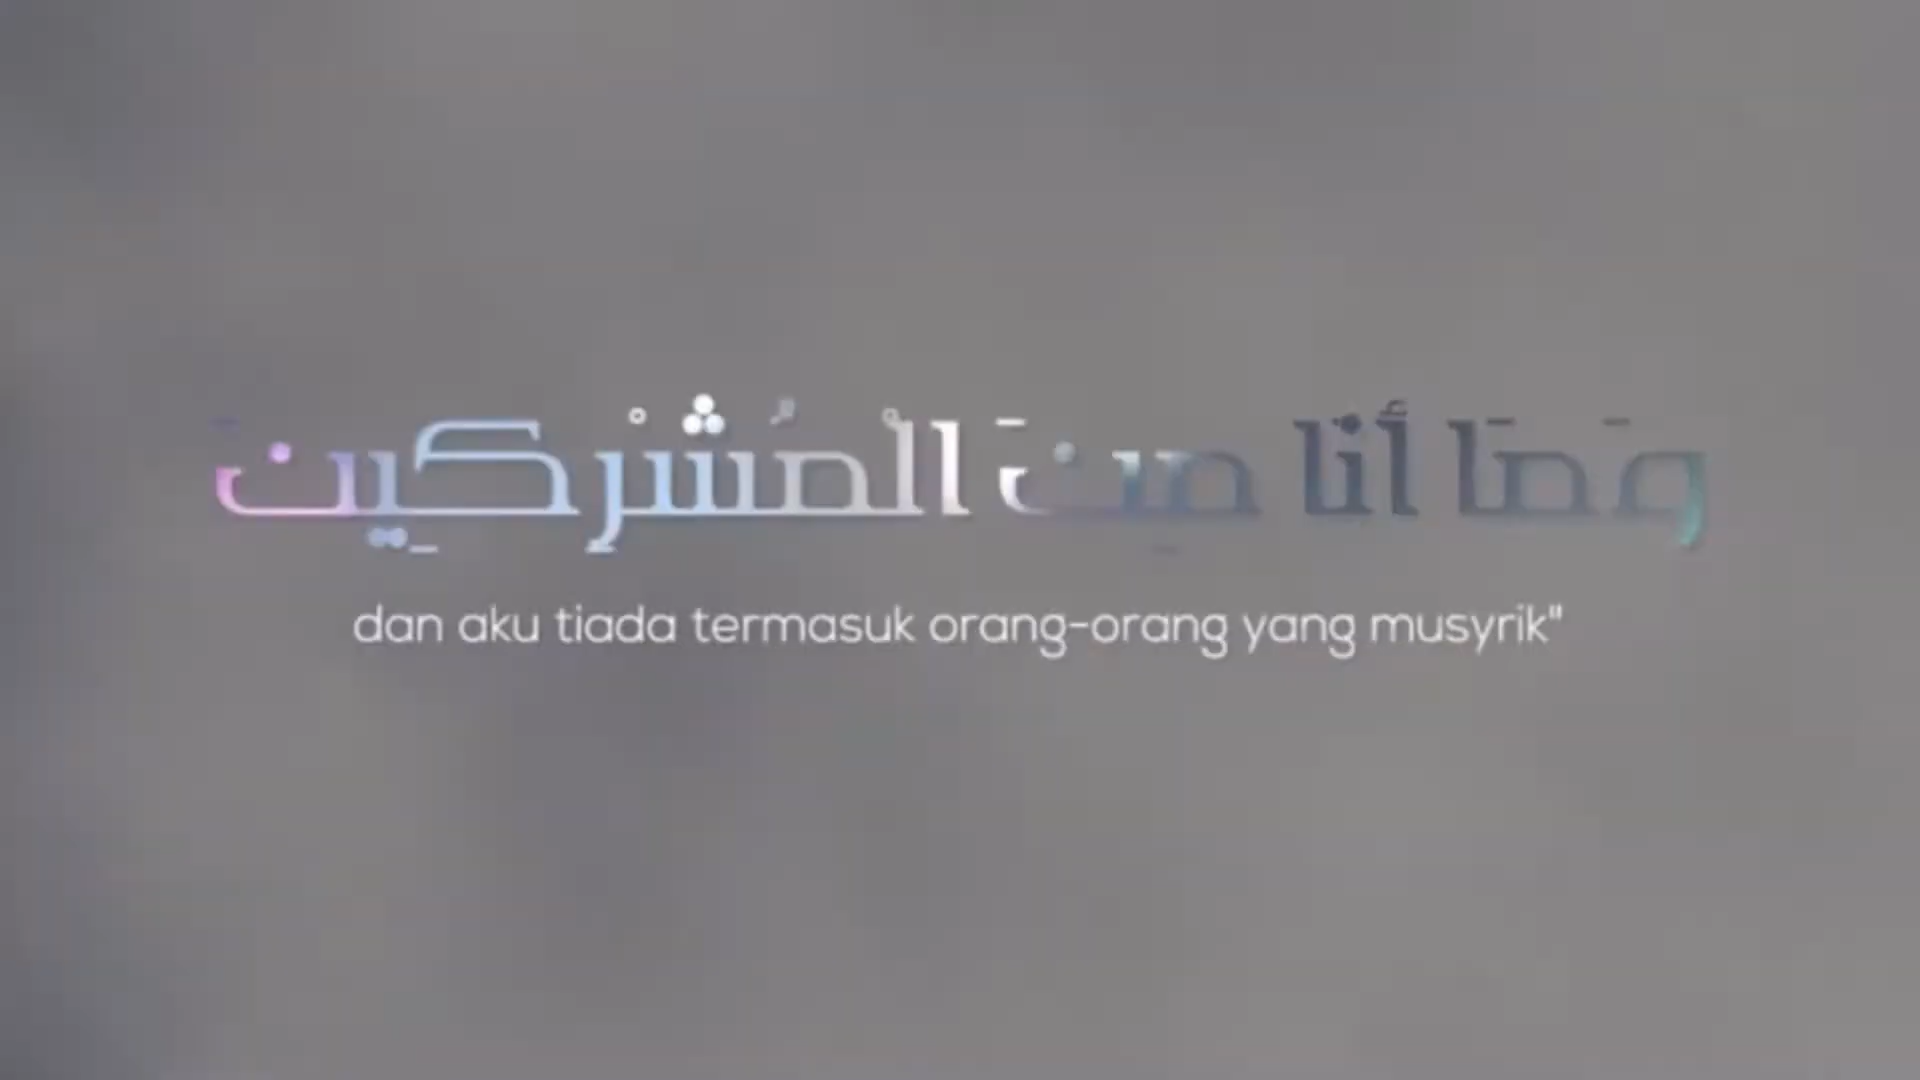 وَمَا أَنَا مِنَ الْمُشْرِكِينَ
dan aku tiada termasuk orang-orang yang musyrik"